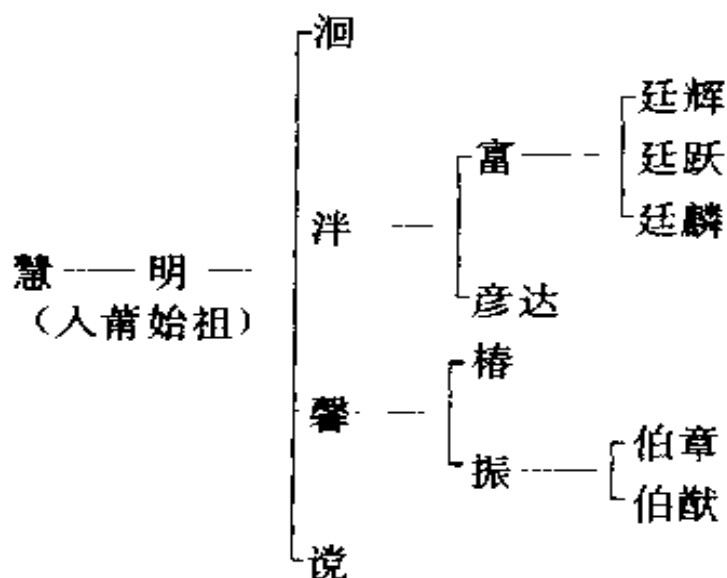 洄
廷辉
富
廷跃
泮
廷麟
慧 明
(入莆始祖)
彦达
椿
馨
振
伯章
伯猷
谠